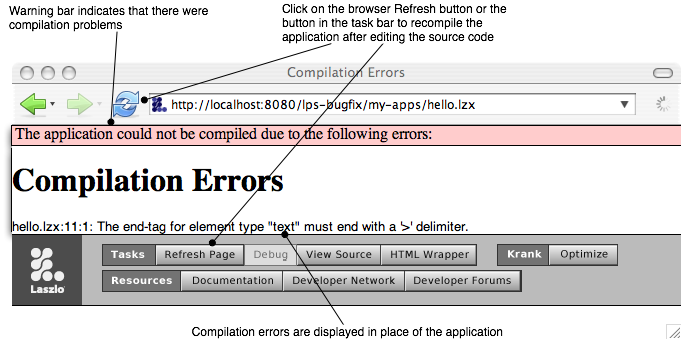 Warning bar indicates that there were
compilation problems
Click on the browser Refresh button or the
button in the task bar to recompile the
application after editing the source code
Compilation Errors
http://localhost:8080/lps-bugfix/my-apps/hello.lzx
The application could not be compiled due to the following errors:
Compilation Errors
hello.lzx:11:1: The end-tag for element type "text" must end with a '>' delimiter.
Tasks Refresh Page Debug View Source HTML Wrapper Krank Optimize
Resources Documentation Developer Network Developer Forums
Laszlo
Compilation errors are displayed in place of the application